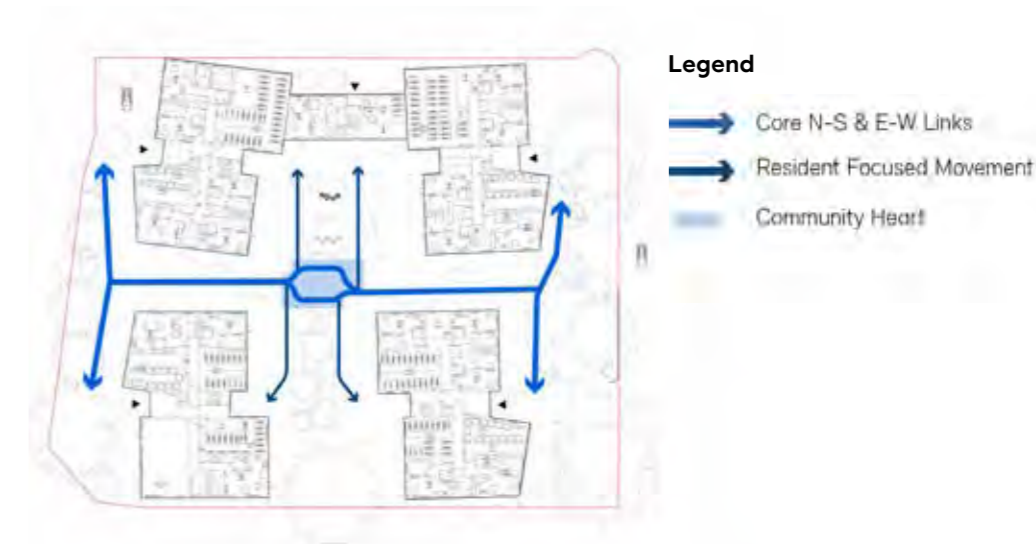 Legend
Core N-S & E-W Links
Resident Focused Movement
Community Heart